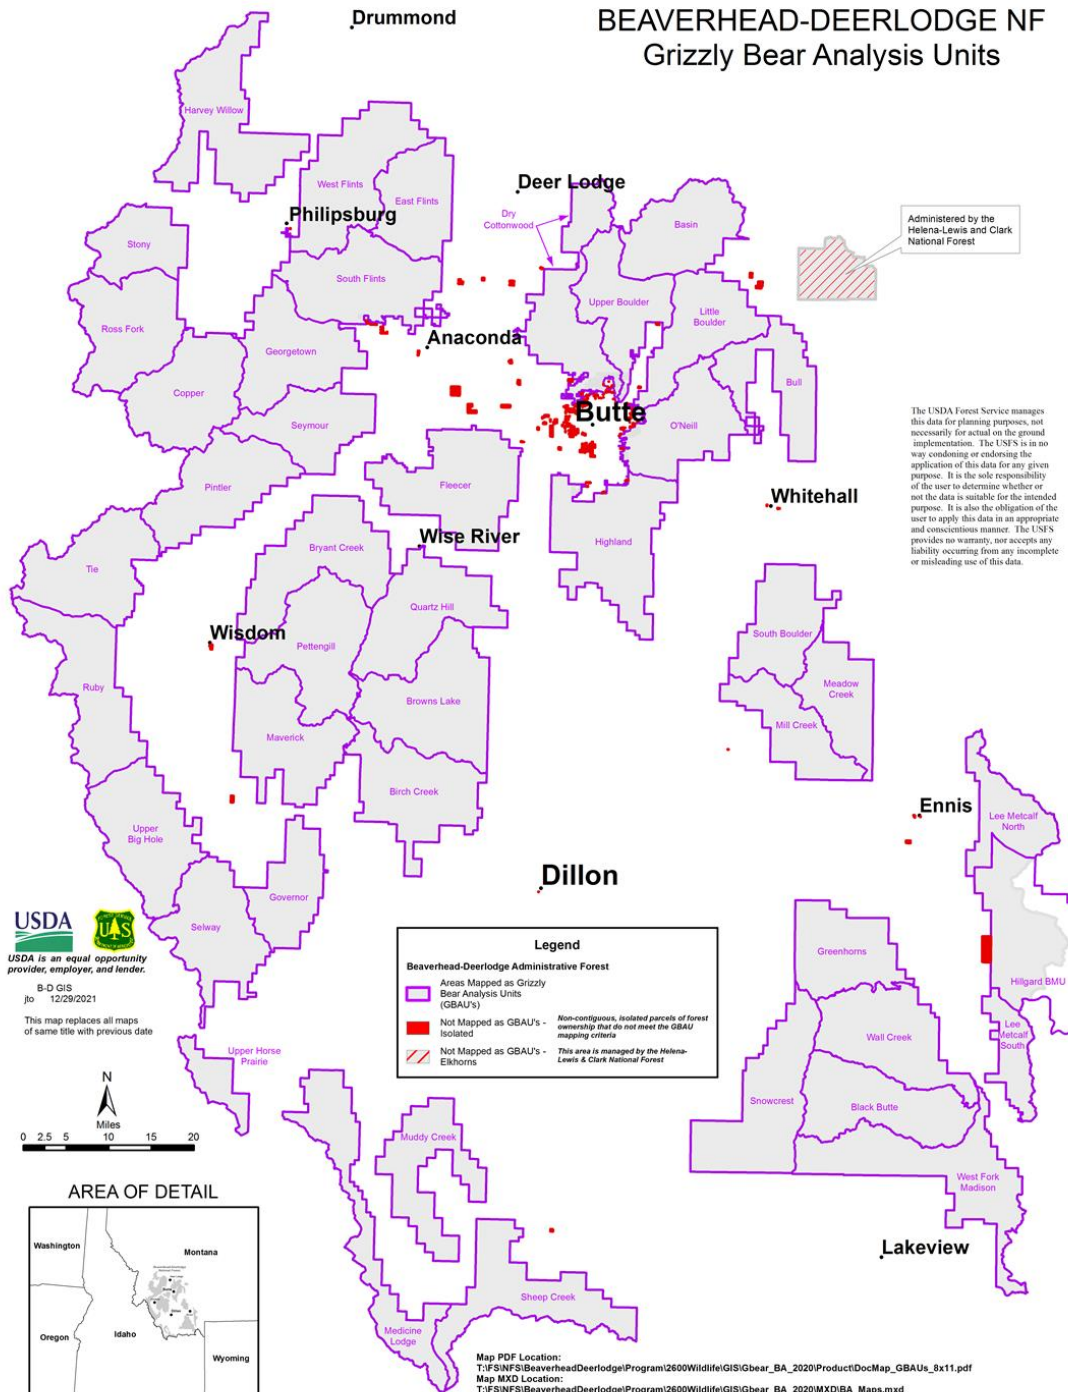 BEAVERHEAD-DEERLODGE NF
Grizzly Bear Analysis Units
Drummond
Harvey Willow
West Flints
East Flints
Deer Lodge
Dry
Cottonwood
Basin
Philipsburg
Administered by the
Helena-Lewis and Clark
National Forest
Stony
South Flints
Upper Boulder
Little
Boulder
Ross Fork
Georgetown
Anaconda
Copper
Bull
Seymour
Butte
O'Neill
The USDA Forest Service manages
this data for planning purposes, not
necessarily for actual on the ground
implementation. The USFS is in no
way condoning or endorsing the
application of this data for any given
purpose. It is the sole responsibility
of the user to determine whether or
not the data is suitable for the intended
purpose. It is also the obligation of the
user to apply this data in an appropriate
and conscientious manner. The USFS
provides no warranty, nor accepts any
liability occurring from any incomplete
or misleading use of this data.
Pintler
Fleecer
Whitehall
Wise River
Bryant Creek
Highland
Tie
Quartz Hill
Wisdom
Pettengill
South Boulder
Ruby
Meadow
Creek
Browns Lake
Mill Creek
Maverick
Birch Creek
Ennis
Lee Metcalf
North
Upper
Big Hole
Dillon
Governor
Selway
USDA
UAS
USDA is an equal opportunity
provider, employer, and lender.
B-D GIS
jto 12/29/2021
This map replaces all maps
of same title with previous date
Legend
Beaverhead-Deerlodge Administrative Forest
Areas Mapped as Grizzly
Bear Analysis Units
(GBAU's)
Not Mapped as GBAU's -
Isolated
Non-contiguous, isolated parcels of forest
ownership that do not meet the GBAU
mapping criteria
Not Mapped as GBAU's -
Elkhorns
This area is managed by the Helena-
Lewis & Clark National Forest
Greenhorns
Hillgard BMU
Wall Creek
Lee
Metcalf
South
Upper Horse
Prairie
N
Miles
0 2.5 5 10 15 20
Snowcrest
Black Butte
Muddy Creek
West Fork
Madison
AREA OF DETAIL
Washington
Montana
Oregon
Idaho
Wyoming
Lakeview
Sheep Creek
Medicine
Lodge
Map PDF Location:
T:\FS\NFS\BeaverheadDeerlodge\Program\2600Wildlife\GIS\Gbear_BA_2020\Product\DocMap_GBAUs_8x11.pdf
Map MXD Location:
T:\FS\NFS\BeaverheadDeerlodge\Program\2600Wildlife\GIS\Gbear_BA_2020\MXD\BA_Maps.mxd